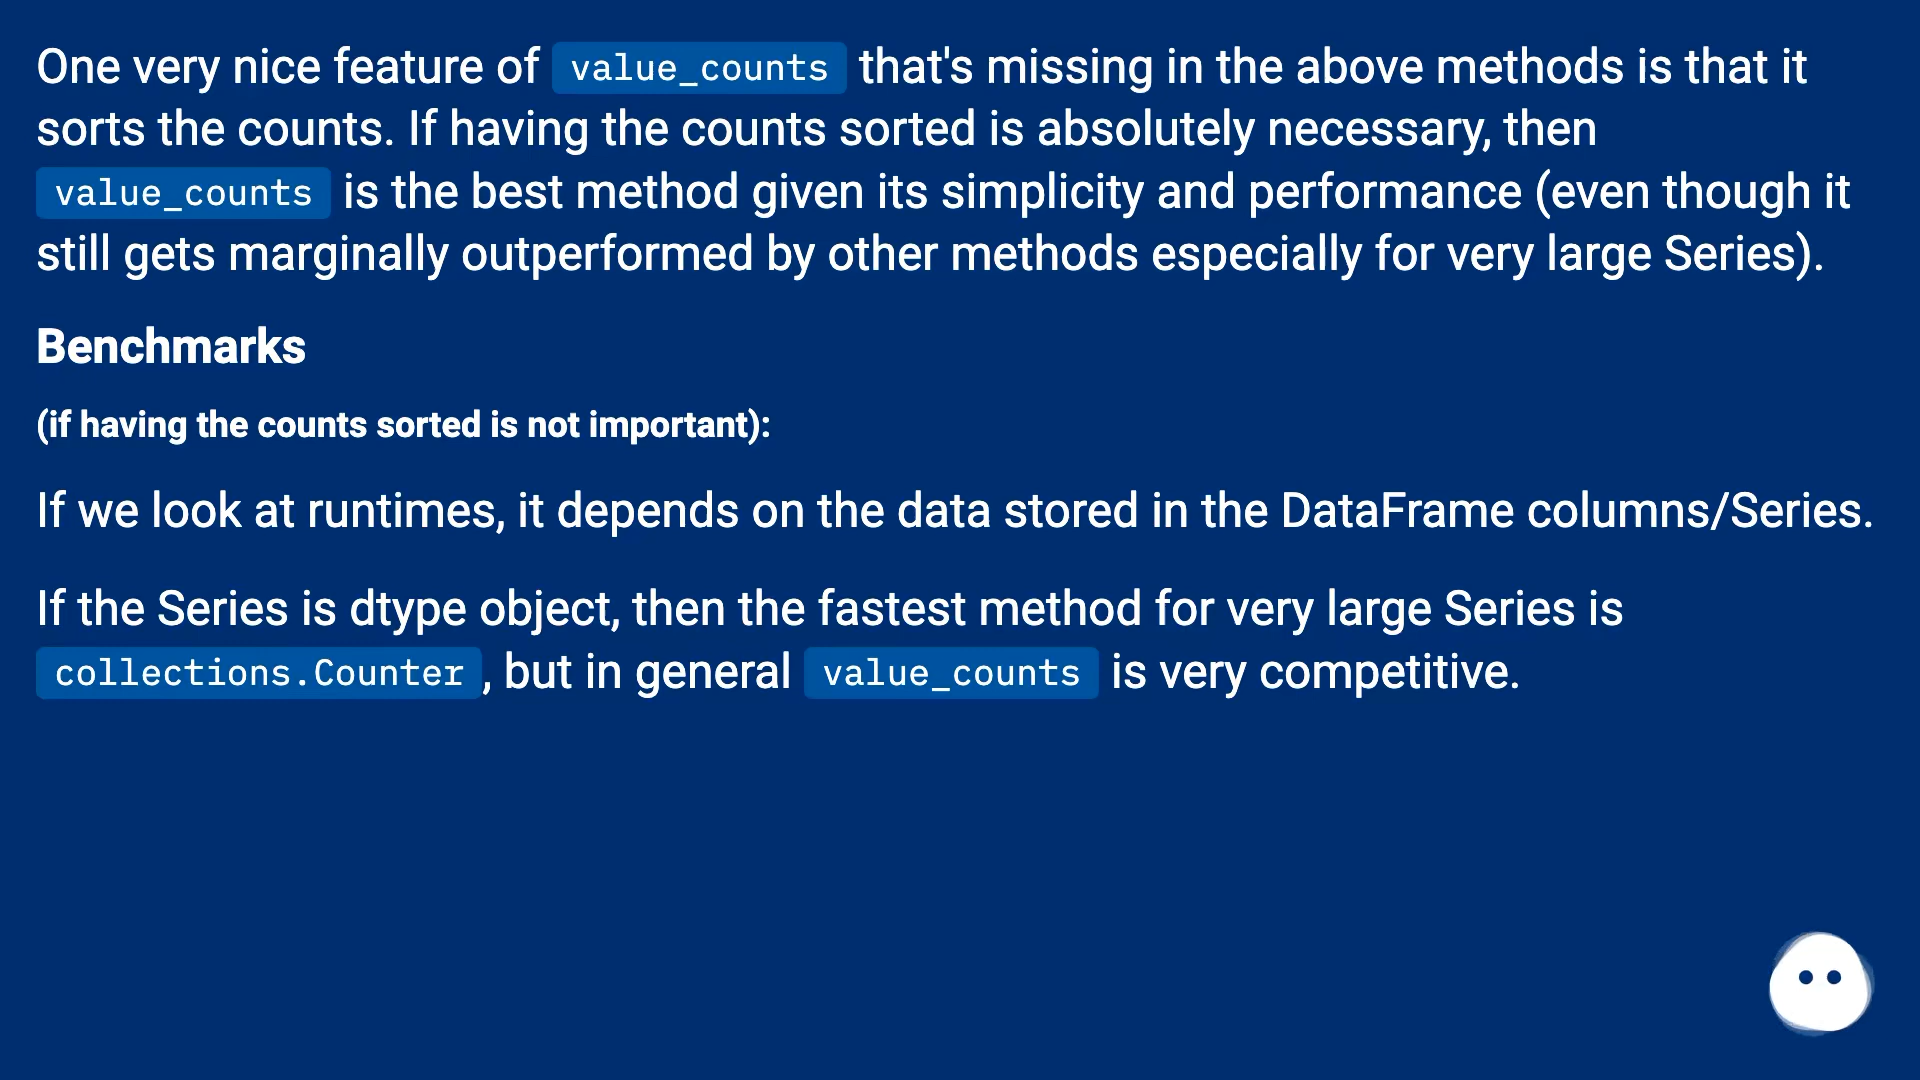 One very nice feature of value_counts that's missing in the above methods is that it
sorts the counts. If having the counts sorted is absolutely necessary, then
value_counts is the best method given its simplicity and performance (even though it
still gets marginally outperformed by other methods especially for very large Series).
Benchmarks
(if having the counts sorted is not important):
If we look at runtimes, it depends on the data stored in the DataFrame columns/Series.
If the Series is dtype object, then the fastest method for very large Series is
collections.Counter, but in general value_counts is very competitive.